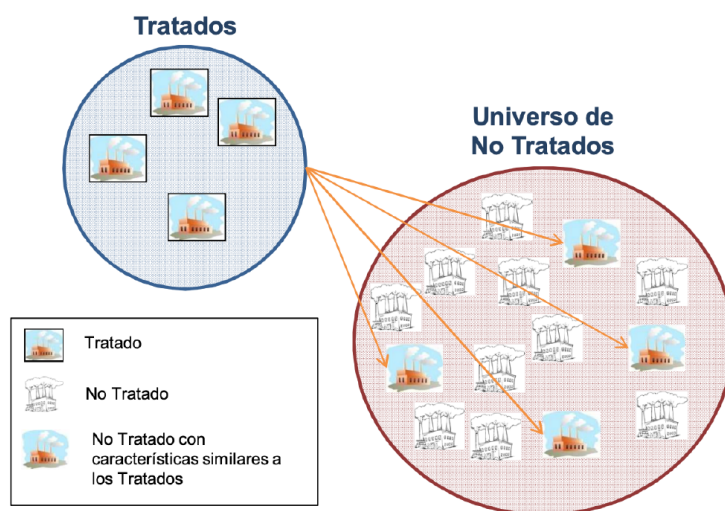 Tratados
Universo de
No Tratados
Tratado
No Tratado
No Tratado con
características similares a
los Tratados